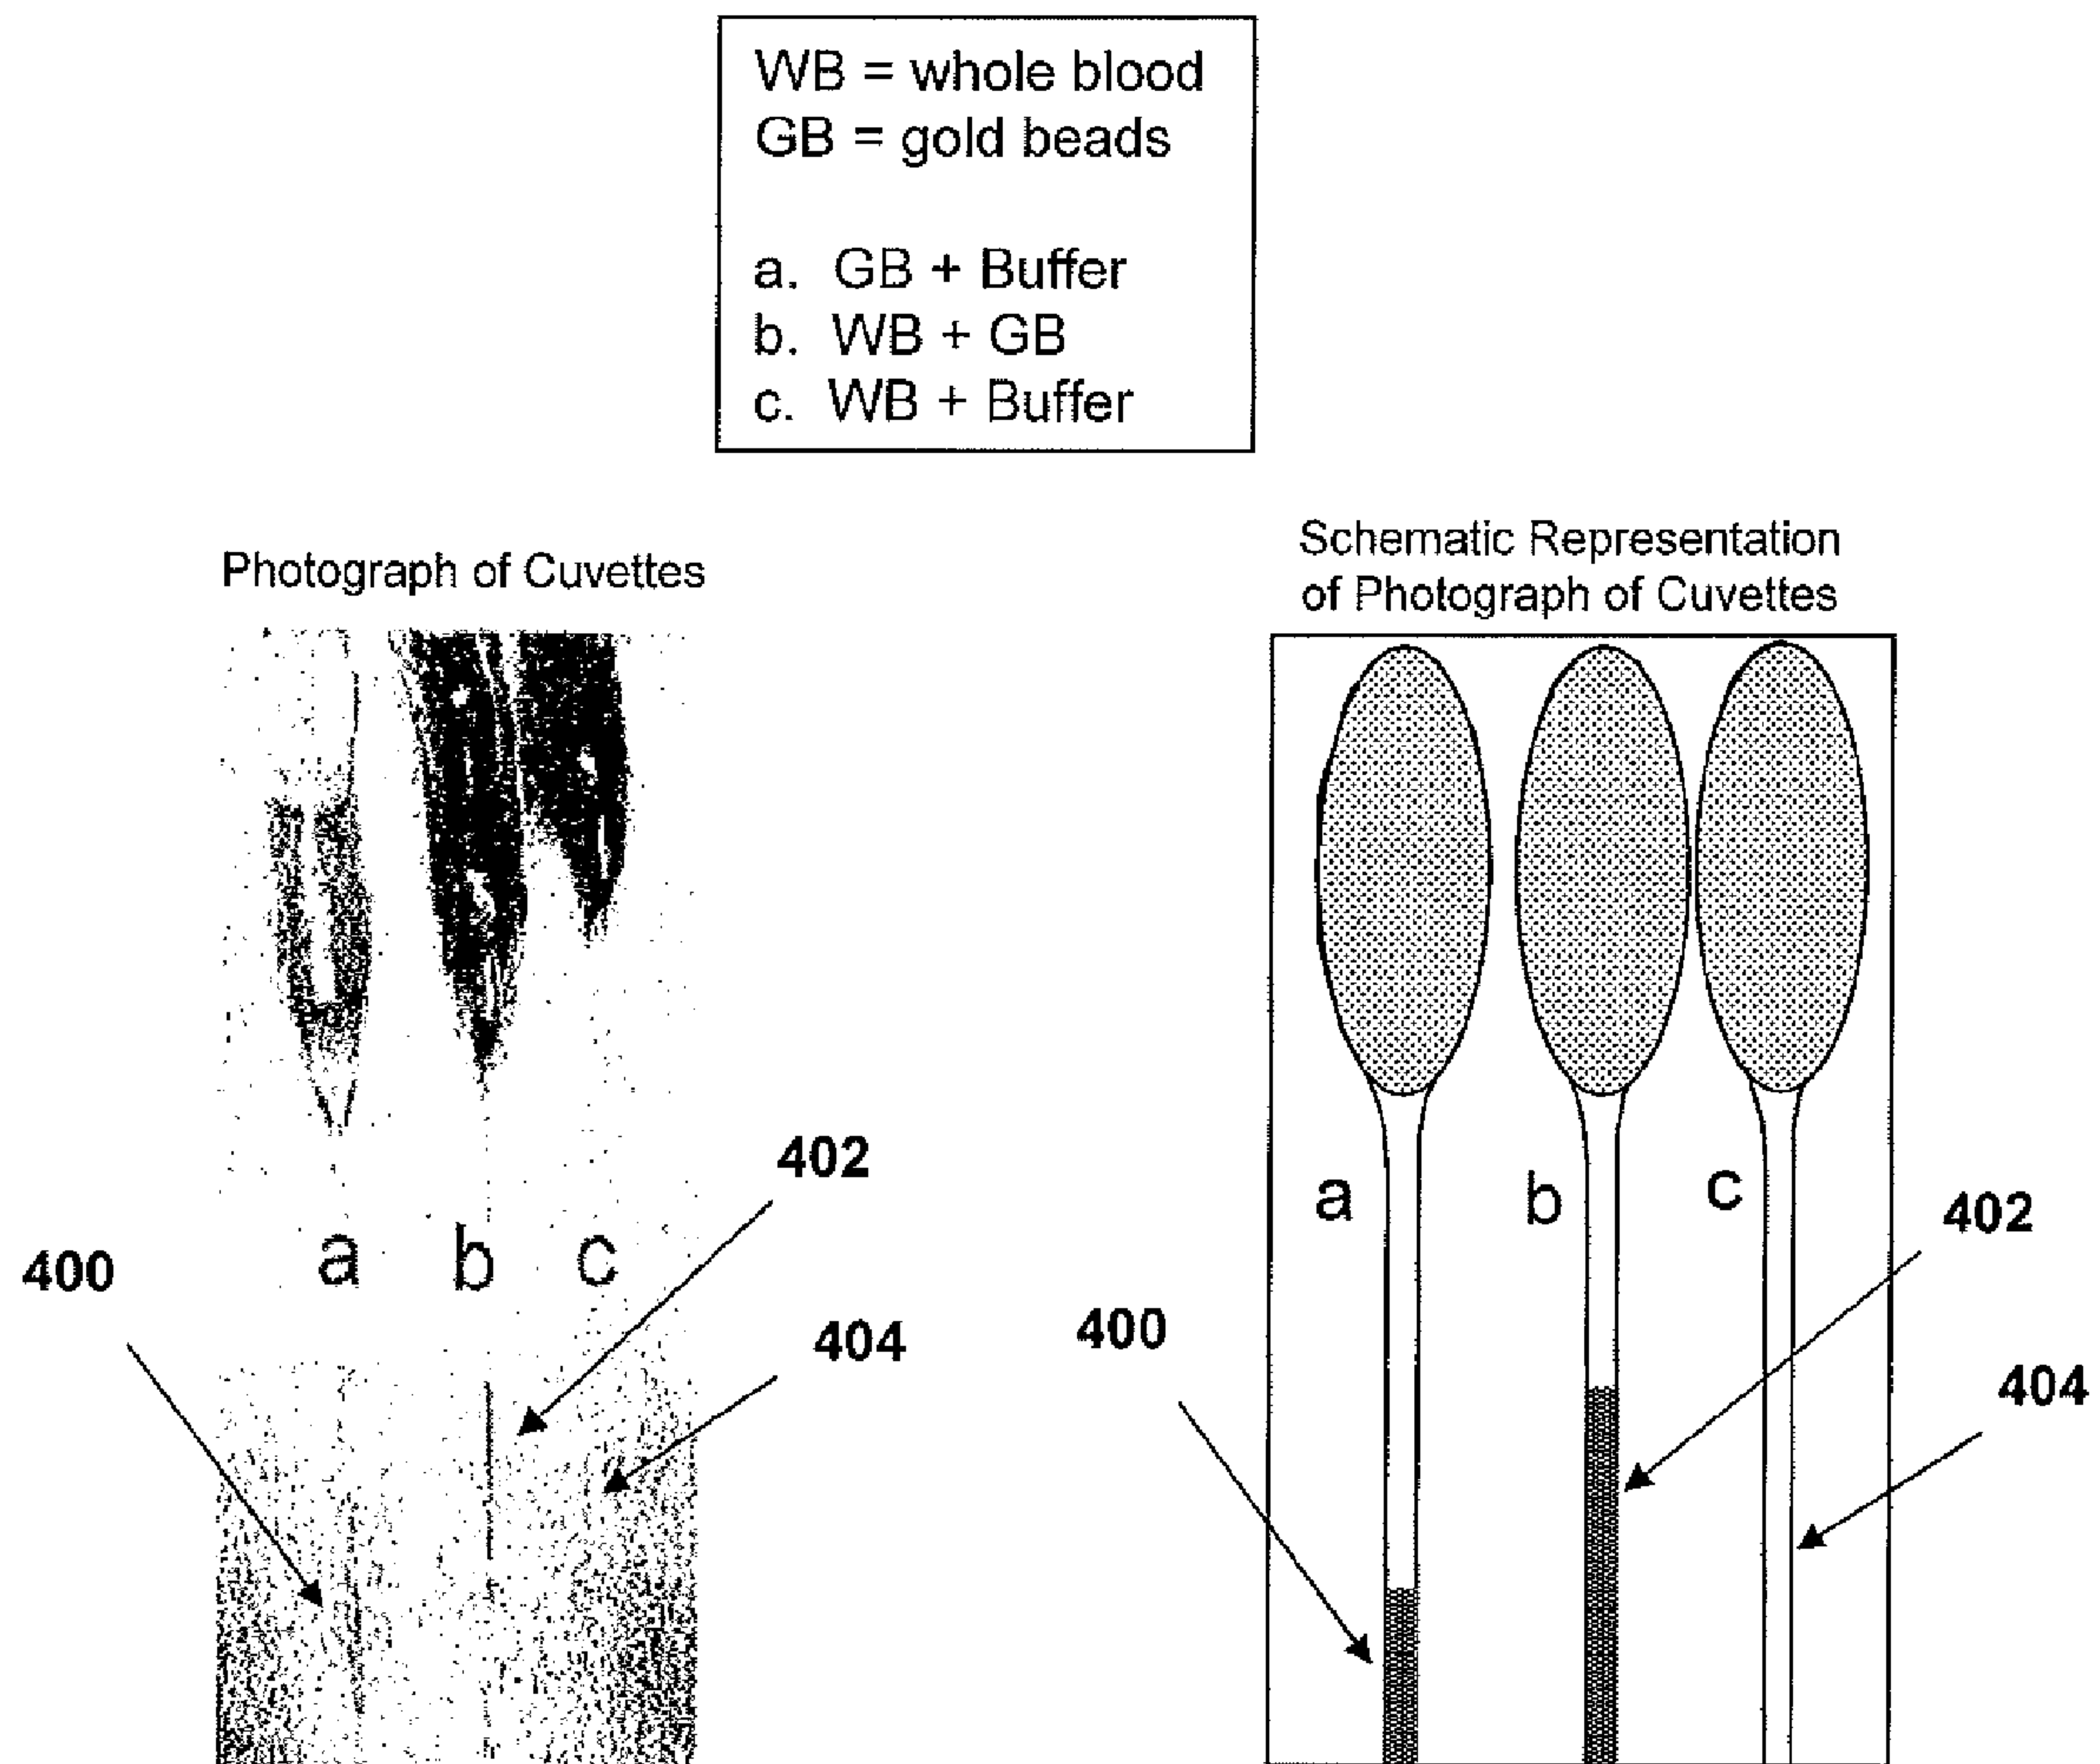 WB = whole blood
GB = gold beads
a. GB + Buffer
b. WB + GB
c. WB + Buffer
Photograph of Cuvettes
Schematic Representation
of Photograph of Cuvettes
402
a
b
c
400
404
a
b
c
402
400
404